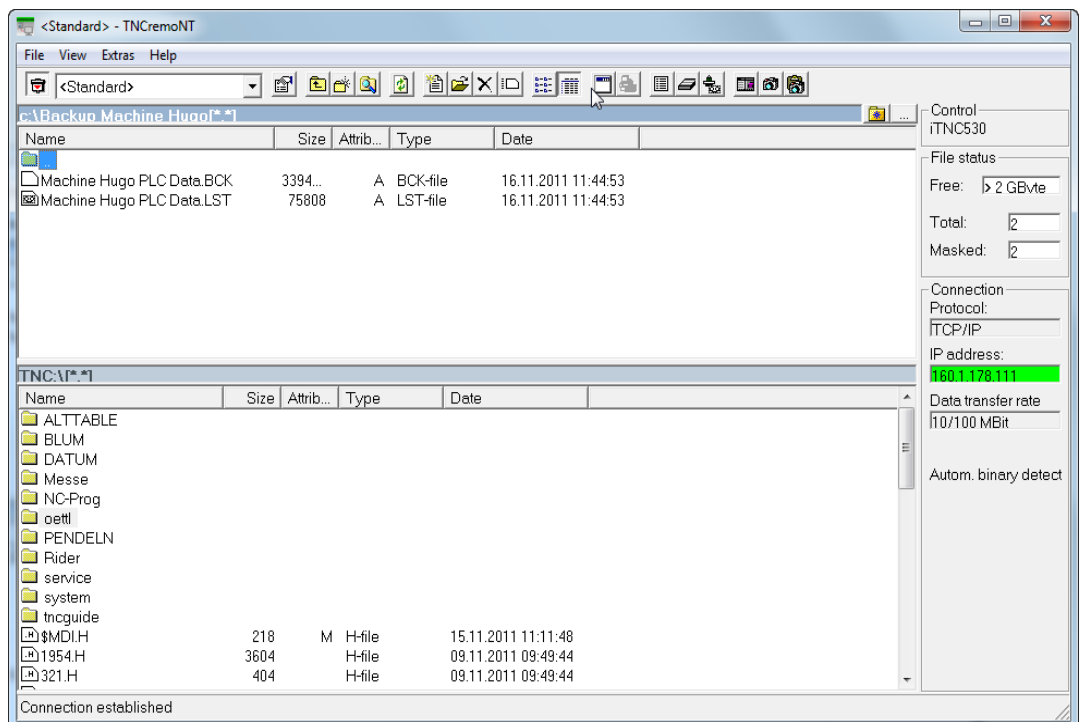 <Standard> - TNCremoNT
File View Extras Help
<Standard>
c:\Backup Machine Hugo[*.*]
...
Name Size Attrib... Type Date
..
Machine Hugo PLC Data.BCK 3394... A BCK-file 16.11.2011 11:44:53
Machine Hugo PLC Data.LST 75808 A LST-file 16.11.2011 11:44:53
TNC:\[*.*]
Name Size Attrib... Type Date
ALTTABLE
BLUM
DATUM
Messe
NC-Prog
oettl
PENDELN
Rider
service
system
tncguide
$MDI.H 218 M H-file 15.11.2011 11:11:48
1954.H 3604 H-file 09.11.2011 09:49:44
321.H 404 H-file 09.11.2011 09:49:44
Control
iTNC530
File status
Free: > 2 GByte
Total: 2
Masked: 2
Connection
Protocol:
TCP/IP
IP address:
160.1.178.111
Data transfer rate
10/100 MBit
Autom. binary detect
Connection established